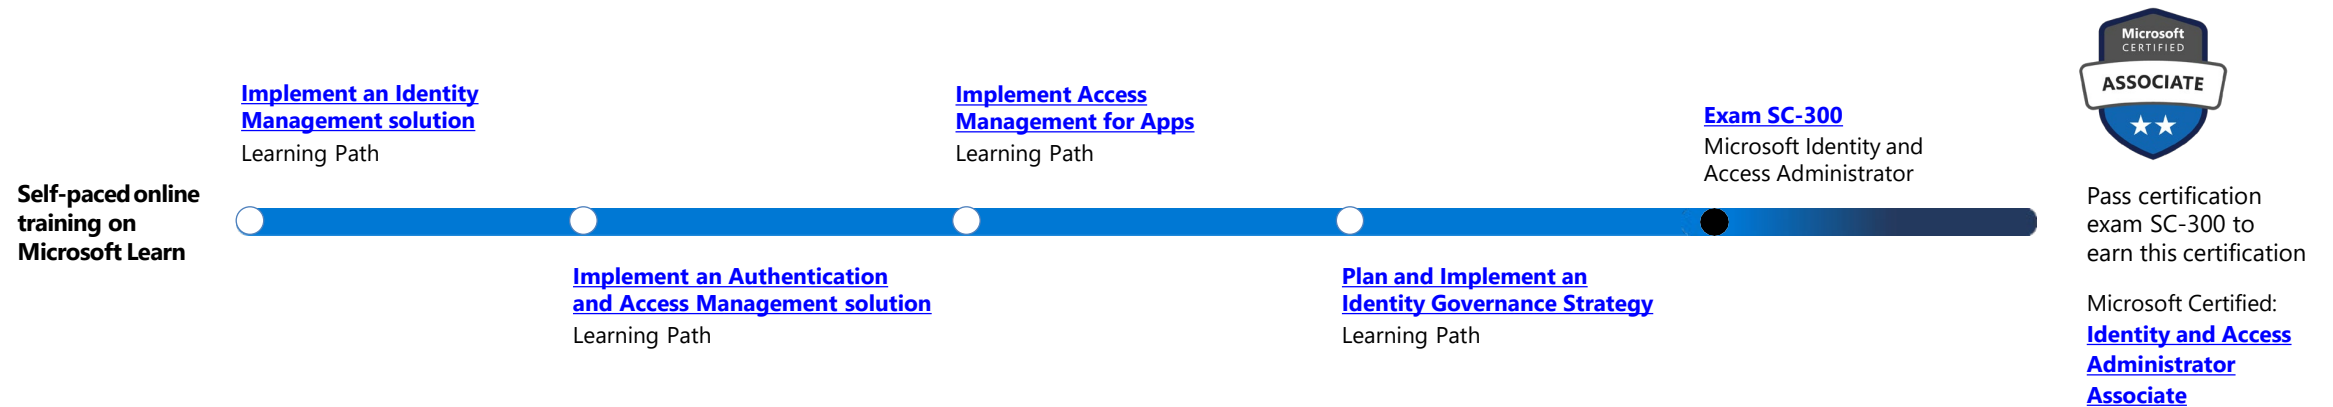 Self-paced online
training on
Microsoft Learn
Implement an Identity
Management solution
Learning Path
Implement an Authentication
and Access Management solution
Learning Path
Implement Access
Management for Apps
Learning Path
Plan and Implement an
Identity Governance Strategy
Learning Path
Exam SC-300
Microsoft Identity and
Access Administrator
Microsoft
CERTIFIED
ASSOCIATE
Pass certification
exam SC-300 to
earn this certification
Microsoft Certified:
Identity and Access
Administrator
Associate